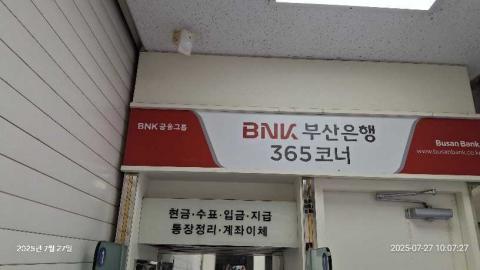 BNK 금융그룹
BNK 부산은행
365코너
Busan Bank
www.busanbank.co.k
현금·수표·입금·지급
통장정리·계좌이체
2025년 7월 27일
2025-07-27 10:07:27